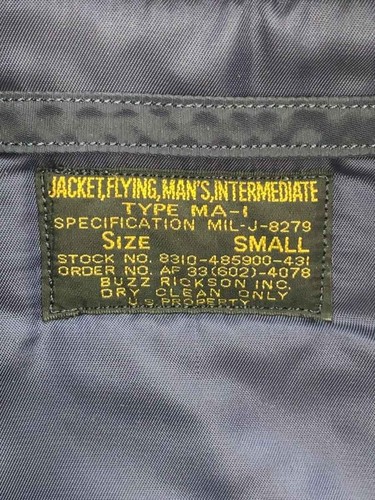 JACKET, FLYING, MAN'S, INTERMEDIATE
TYPE MA-1
SPECIFICATION MIL-J-8279
SIZE SMALL
STOCK NO. 8310-485900-431
ORDER NO. AF 33(602)-4078
BUZZ RICKSON INC.
DRY CLEAN ONLY
U.S. PROPERTY